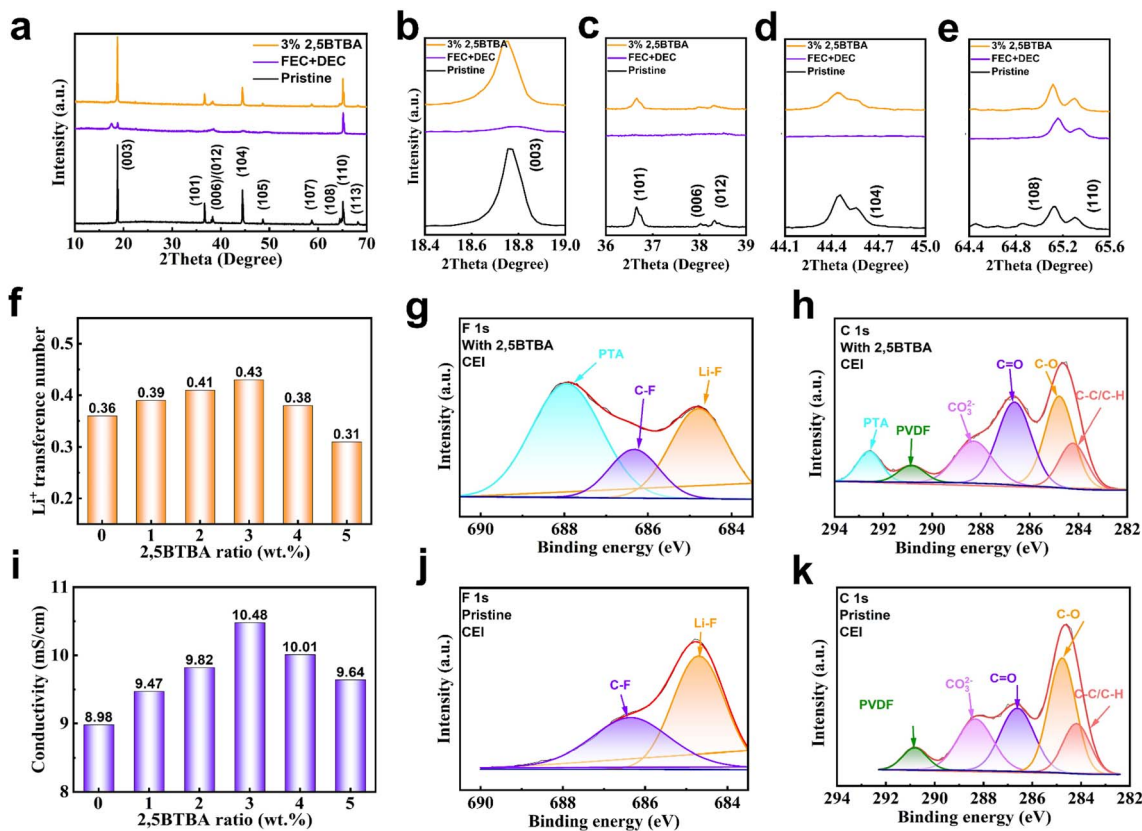 a
3% 2,5BTBA
FEC+DEC
Pristine
Intensity (a.u.)
(003)
(101)
(006)/(012)
(104)
(105)
(107)
(108)
(110)
(113)
10 20 30 40 50 60 70
2Theta (Degree)
b
3% 2,5BTBA
FEC+DEC
Pristine
Intensity (a.u.)
(003)
18.4 18.6 18.8 19.0
2Theta (Degree)
c
3% 2,5BTBA
FEC+DEC
Pristine
Intensity (a.u.)
(101)
(006)
(012)
36 37 38 39
2Theta (Degree)
d
3% 2,5BTBA
FEC+DEC
Pristine
Intensity (a.u.)
(104)
44.1 44.4 44.7 45.0
2Theta (Degree)
e
3% 2,5BTBA
FEC+DEC
Pristine
Intensity (a.u.)
(108)
(110)
64.4 64.8 65.2 65.6
2Theta (Degree)
f
Li⁺ transference number
0.5
0.4
0.3
0.2
0.36
0.39
0.41
0.43
0.38
0.31
0 1 2 3 4 5
2,5BTBA ratio (wt.%)
g
F 1s
With 2,5BTBA
CEI
PTA
C-F
Li-F
Intensity (a.u.)
690 688 686 684
Binding energy (eV)
h
C 1s
With 2,5BTBA
CEI
PTA
PVDF
CO₃²⁻
C=O
C-O
C-C/C-H
Intensity (a.u.)
294 292 290 288 286 284 282
Binding energy (eV)
i
Conductivity (mS/cm)
11
10
9
8
8.98
9.47
9.82
10.48
10.01
9.64
0 1 2 3 4 5
2,5BTBA ratio (wt.%)
j
F 1s
Pristine
CEI
C-F
Li-F
Intensity (a.u.)
690 688 686 684
Binding energy (eV)
k
C 1s
Pristine
CEI
PVDF
CO₃²⁻
C=O
C-O
C-C/C-H
Intensity (a.u.)
294 292 290 288 286 284 282
Binding energy (eV)